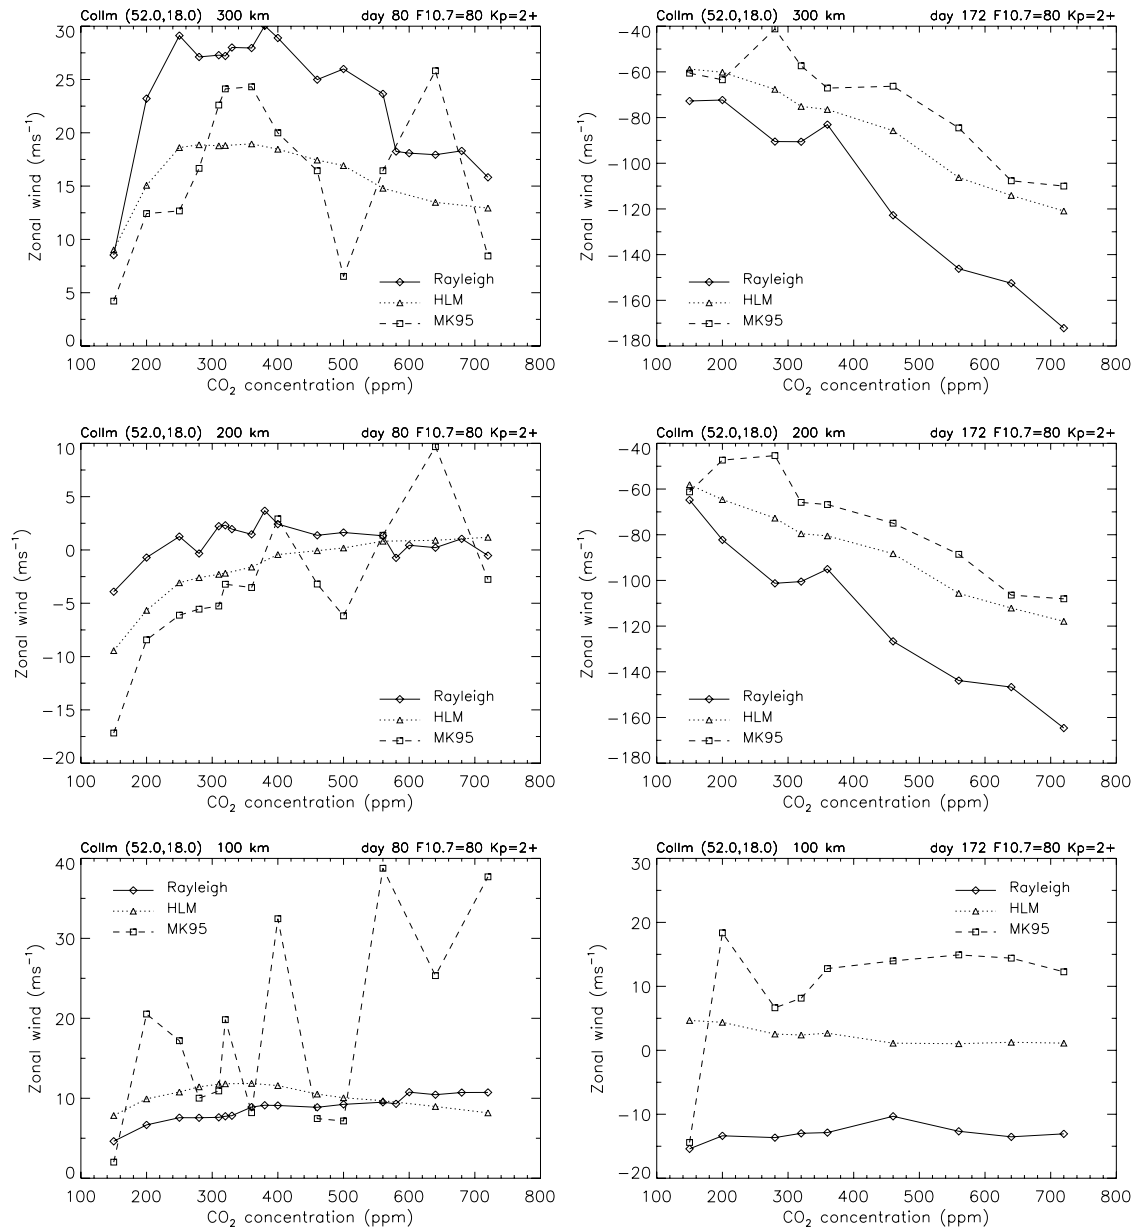 Collm (52.0,18.0) 300 km day 80 F10.7=80 Kp=2+
30
25
20
15
10
5
0
Zonal wind (ms⁻¹)
Rayleigh
HLM
MK95
100 200 300 400 500 600 700 800
CO₂ concentration (ppm)
Collm (52.0,18.0) 300 km day 172 F10.7=80 Kp=2+
−40
−60
−80
−100
−120
−140
−160
−180
Zonal wind (ms⁻¹)
Rayleigh
HLM
MK95
100 200 300 400 500 600 700 800
CO₂ concentration (ppm)
Collm (52.0,18.0) 200 km day 80 F10.7=80 Kp=2+
10
5
0
−5
−10
−15
−20
Zonal wind (ms⁻¹)
Rayleigh
HLM
MK95
100 200 300 400 500 600 700 800
CO₂ concentration (ppm)
Collm (52.0,18.0) 200 km day 172 F10.7=80 Kp=2+
−40
−60
−80
−100
−120
−140
−160
−180
Zonal wind (ms⁻¹)
Rayleigh
HLM
MK95
100 200 300 400 500 600 700 800
CO₂ concentration (ppm)
Collm (52.0,18.0) 100 km day 80 F10.7=80 Kp=2+
40
30
20
10
0
Zonal wind (ms⁻¹)
Rayleigh
HLM
MK95
100 200 300 400 500 600 700 800
CO₂ concentration (ppm)
Collm (52.0,18.0) 100 km day 172 F10.7=80 Kp=2+
30
20
10
0
−10
−20
Zonal wind (ms⁻¹)
Rayleigh
HLM
MK95
100 200 300 400 500 600 700 800
CO₂ concentration (ppm)